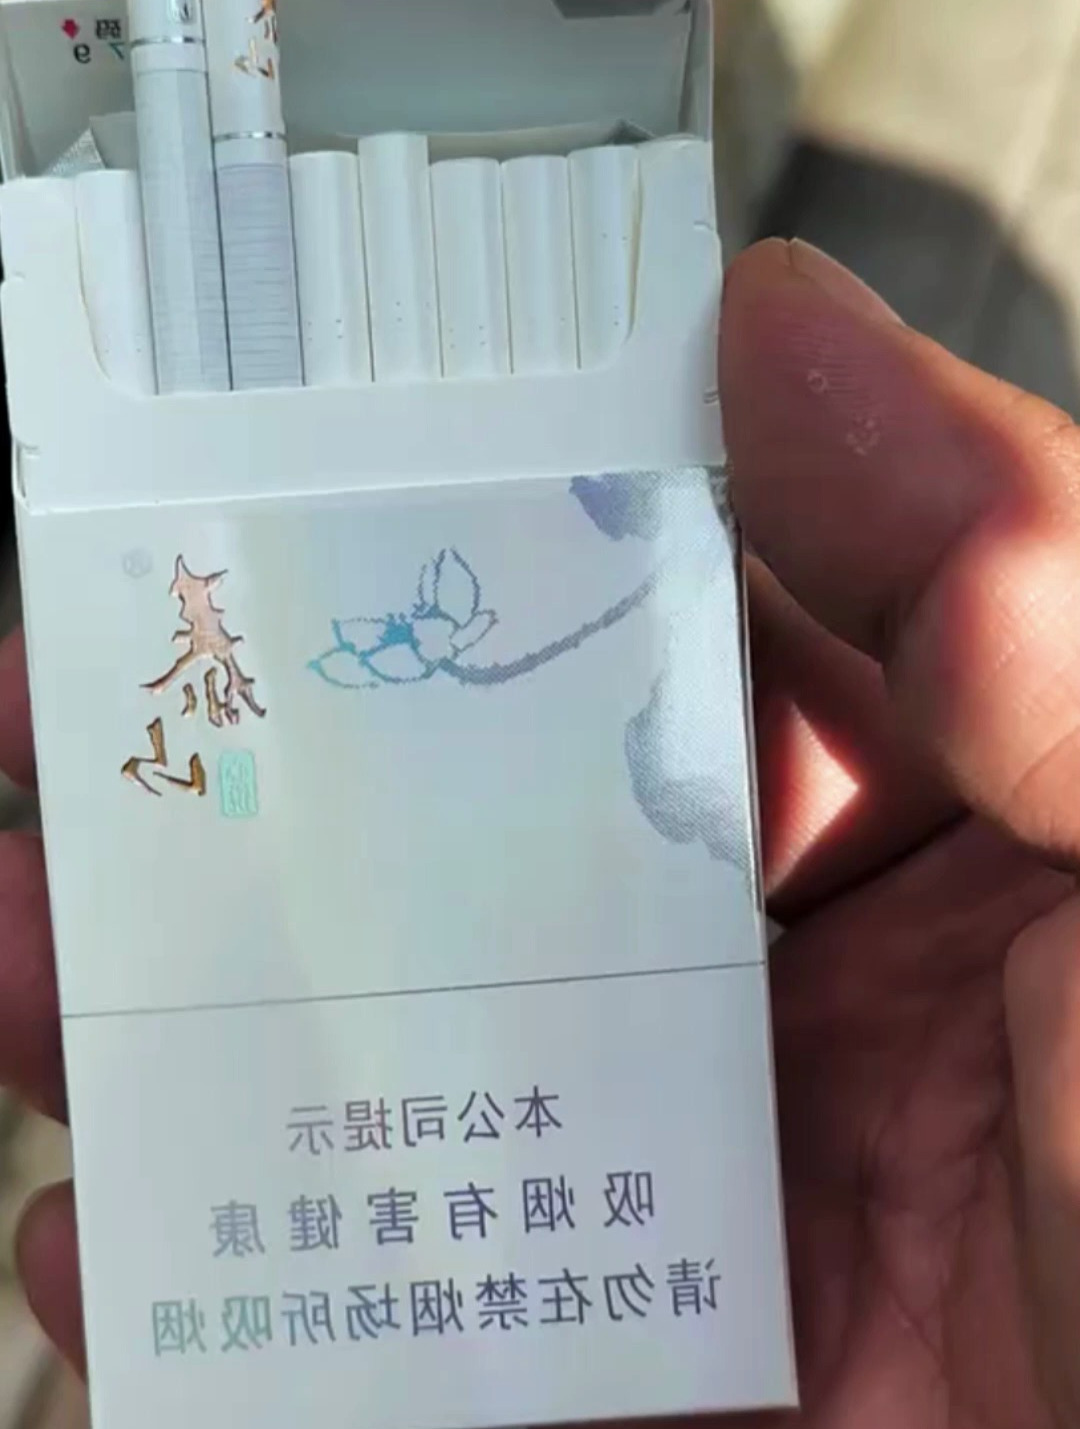 泰山
本公司提示
吸烟有害健康
请勿在禁烟场所吸烟